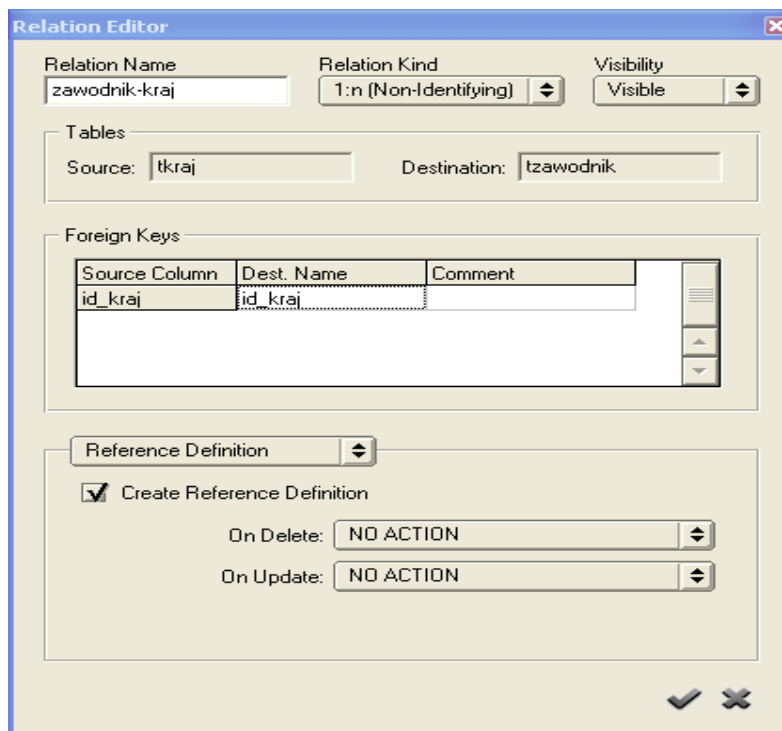 Relation Editor
Relation Name Relation Kind Visibility
zawodnik-kraj 1:n (Non-Identifying) Visible
Tables
Source: tkraj Destination: tzawodnik
Foreign Keys
Source Column Dest. Name Comment
id_kraj id_kraj
Reference Definition
Create Reference Definition
On Delete: NO ACTION
On Update: NO ACTION